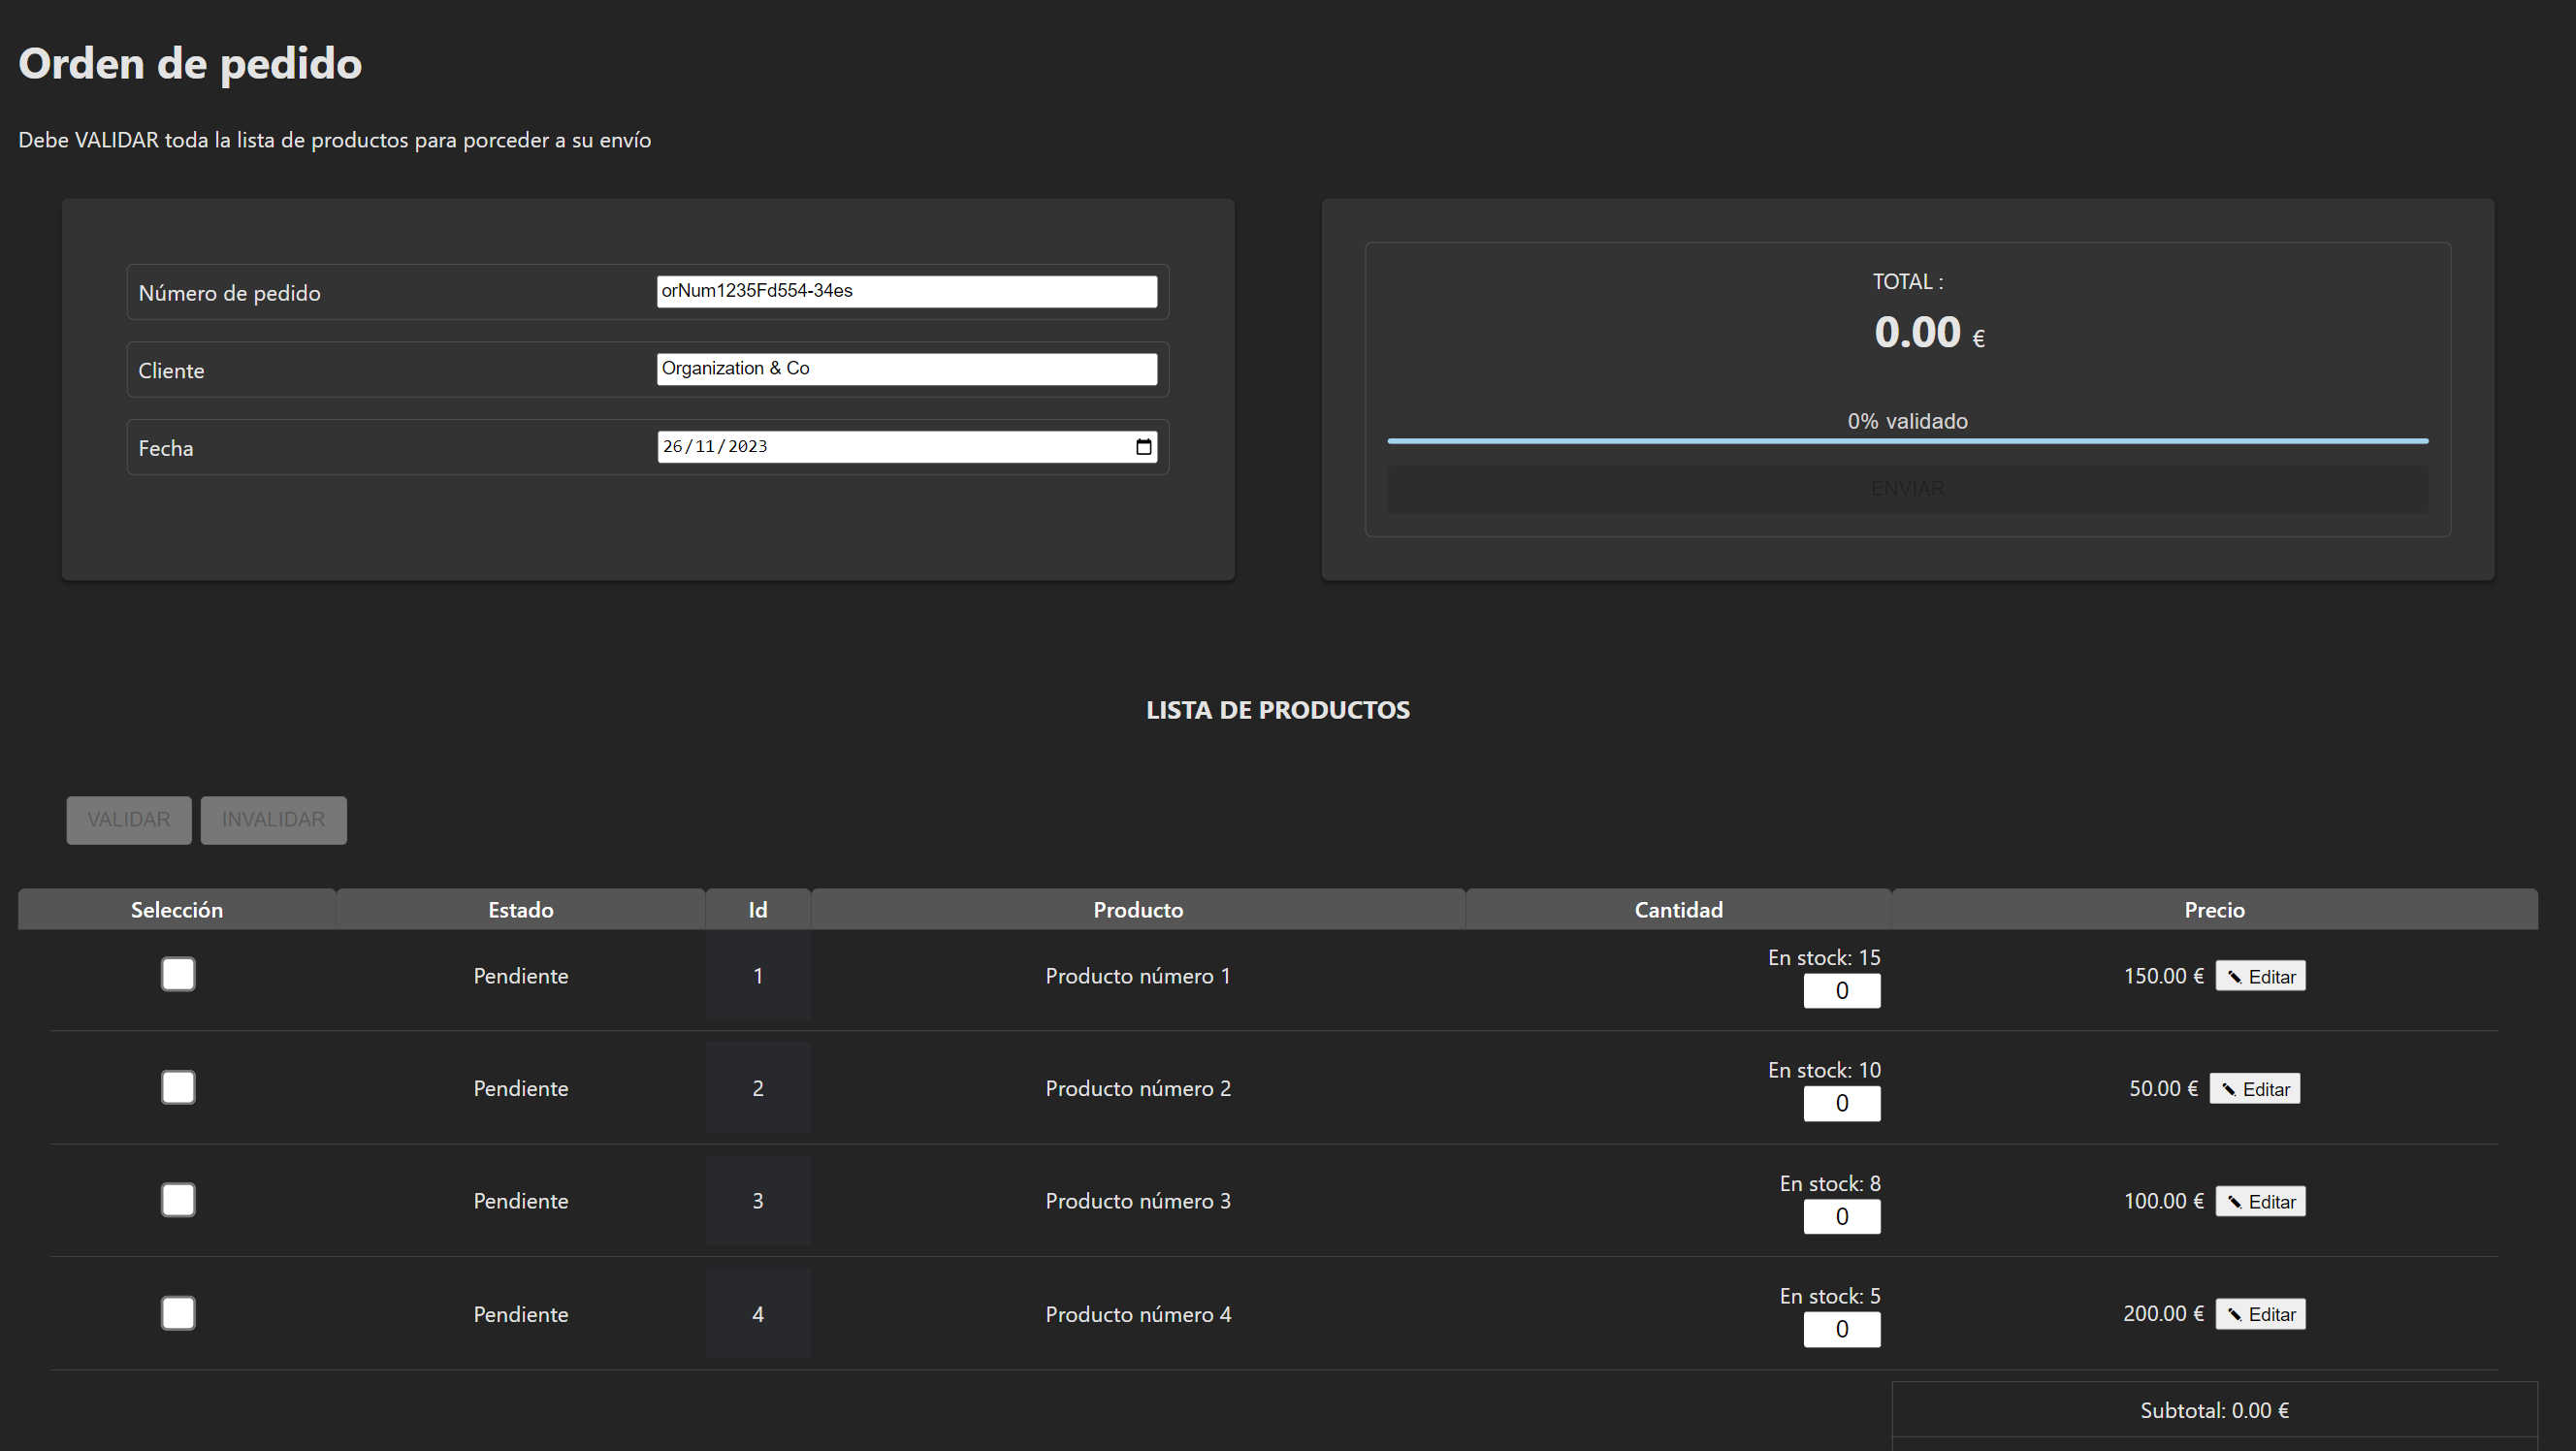 Orden de pedido
Debe VALIDAR toda la lista de productos para porceder a su envío
Número de pedido orNum1235Fd554-34es
Cliente Organization & Co
Fecha 26/11/2023
TOTAL :
0.00 €
0% validado
ENVIAR
LISTA DE PRODUCTOS
VALIDAR INVALIDAR
Selección Estado Id Producto Cantidad Precio
En stock: 15
Pendiente 1 Producto número 1 0 150.00 € Editar
En stock: 10
Pendiente 2 Producto número 2 0 50.00 € Editar
En stock: 8
Pendiente 3 Producto número 3 0 100.00 € Editar
En stock: 5
Pendiente 4 Producto número 4 0 200.00 € Editar
Subtotal: 0.00 €